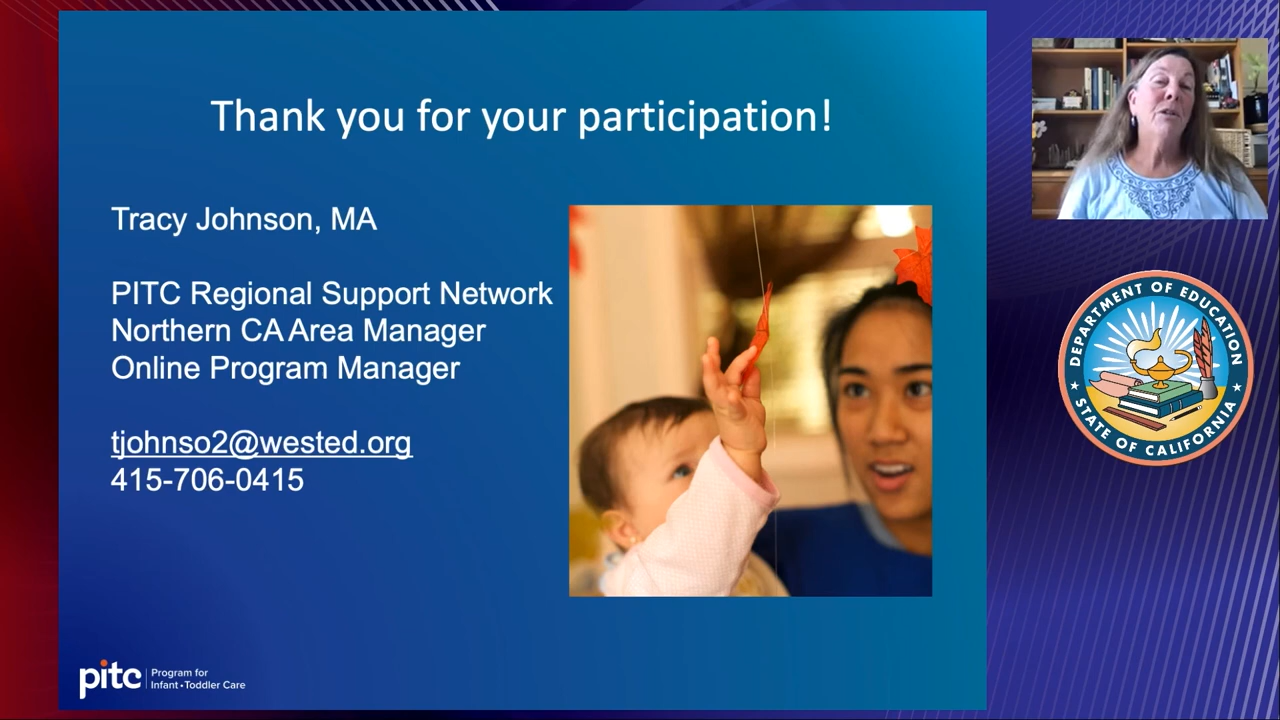 Thank you for your participation!
Tracy Johnson, MA
PITC Regional Support Network
Northern CA Area Manager
Online Program Manager
tjohnso2@wested.org
415-706-0415
pitc
Program for
Infant • Toddler Care
DEPARTMENT OF EDUCATION
STATE OF CALIFORNIA